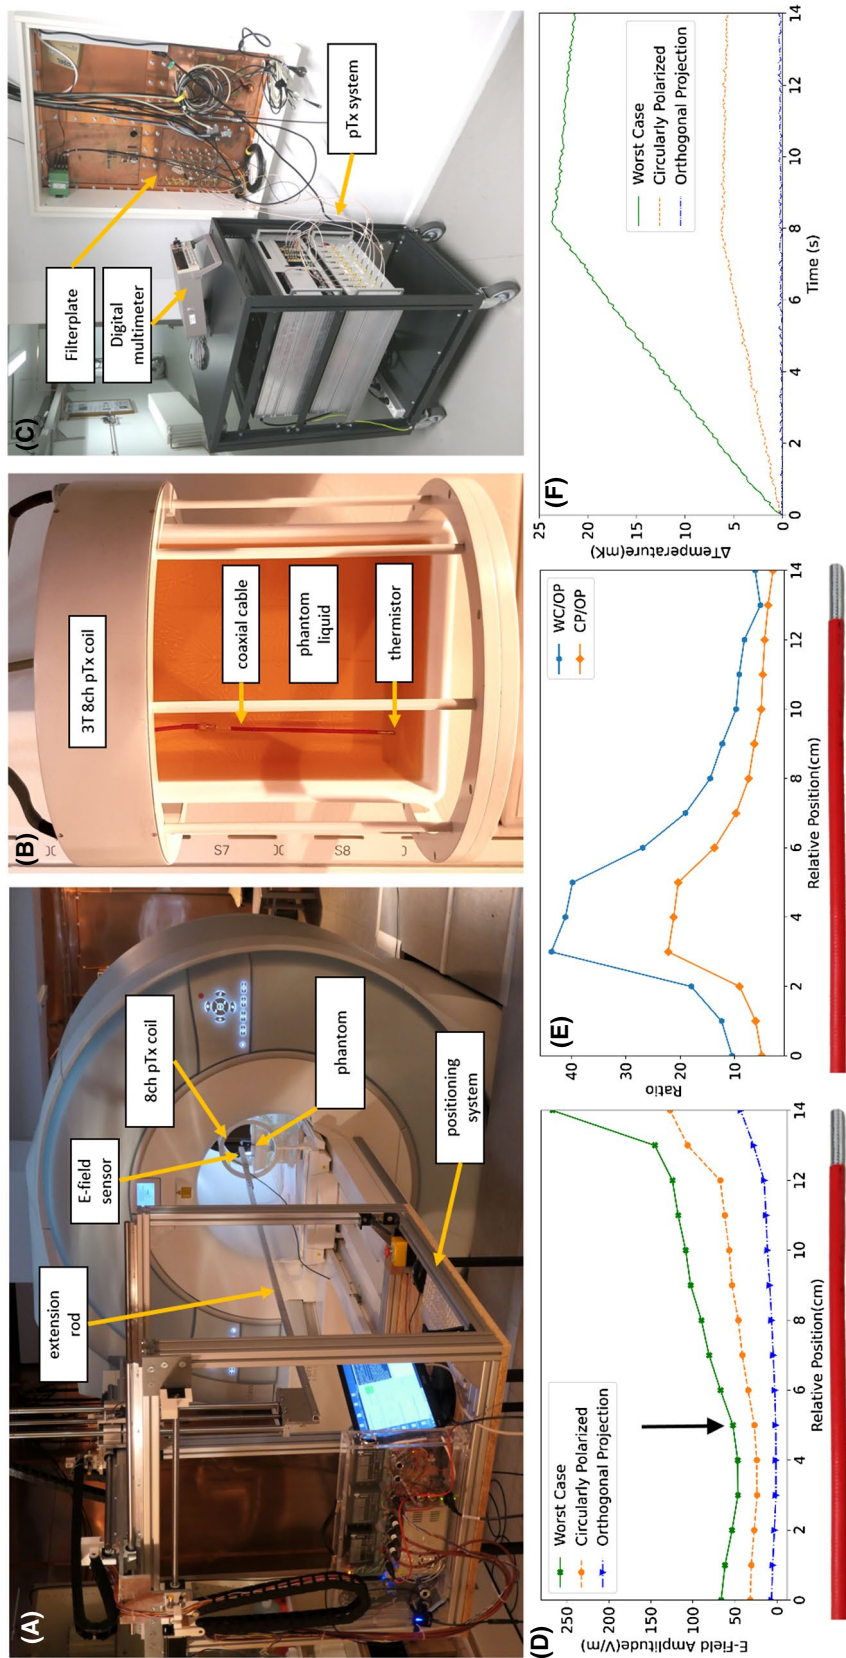 (A)
extension
rod
E-field
sensor
8ch pTx coil
phantom
positioning
system
(B)
3T 8ch pTx coil
coaxial cable
phantom
liquid
thermistor
S7
S8
(C)
Filterplate
Digital
multimeter
pTx system
(D)
E-Field Amplitude(V/m)
250
200
150
100
50
0
Worst Case
Circularly Polarized
Orthogonal Projection
0 2 4 6 8 10 12 14
Relative Position(cm)
(E)
Ratio
40
30
20
10
WC/OP
CP/OP
0 2 4 6 8 10 12 14
Relative Position(cm)
(F)
ΔTemperature(mK)
25
20
15
10
5
0
Worst Case
Circularly Polarized
Orthogonal Projection
0 2 4 6 8 10 12 14
Time (s)